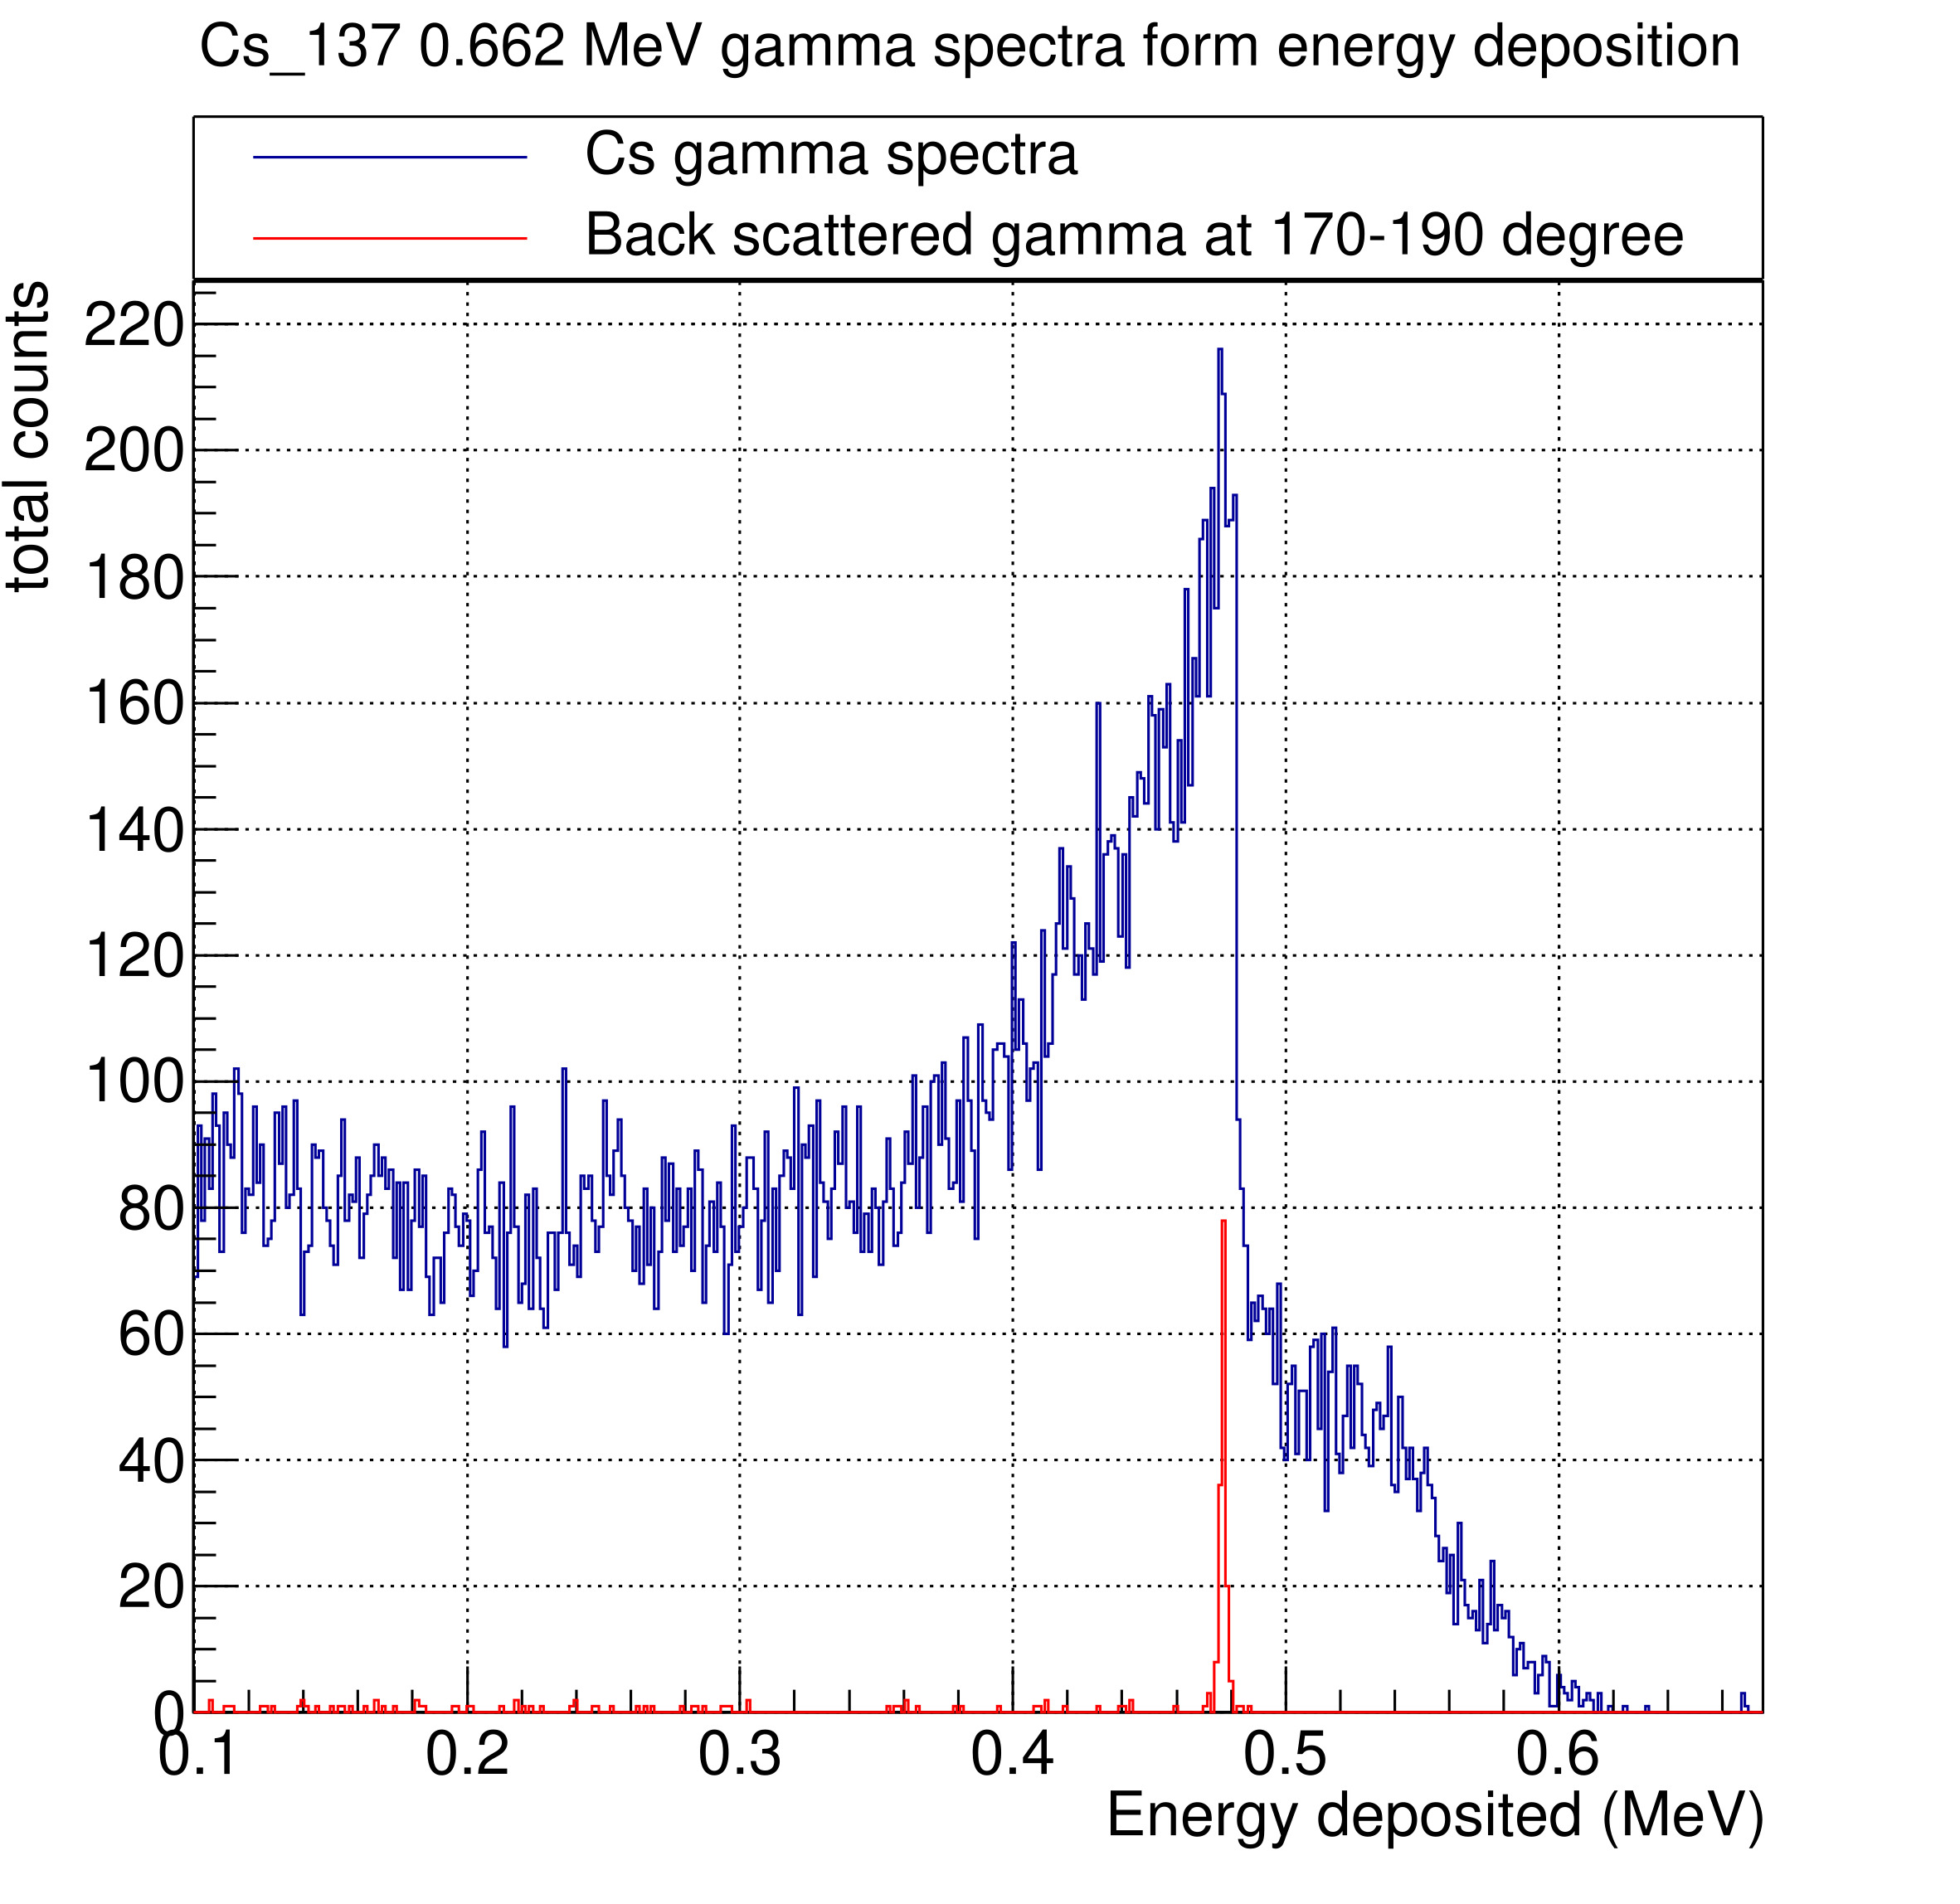 Cs_137 0.662 MeV gamma spectra form energy deposition
Cs gamma spectra
Back scattered gamma at 170-190 degree
total counts
220
200
180
160
140
120
100
80
60
40
20
0
0.1 0.2 0.3 0.4 0.5 0.6
Energy deposited (MeV)